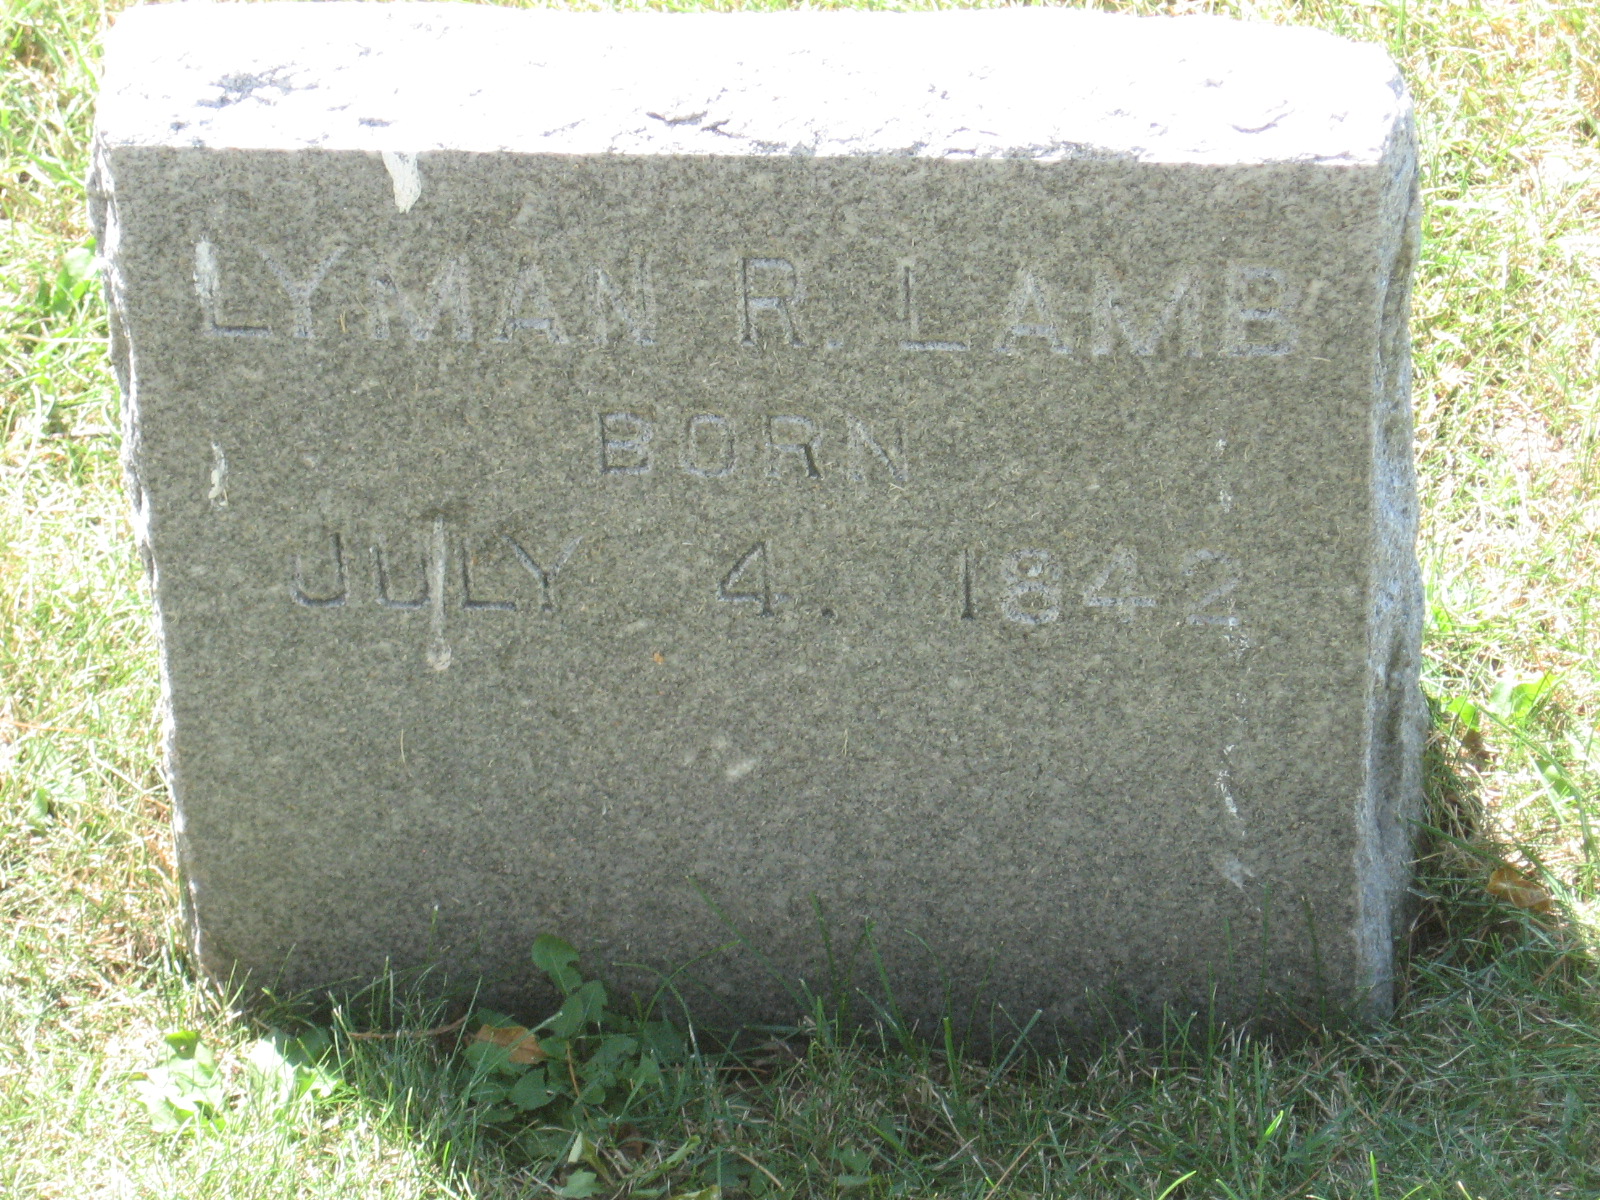 LYMAN R. LAMB
BORN
JULY 4. 1842